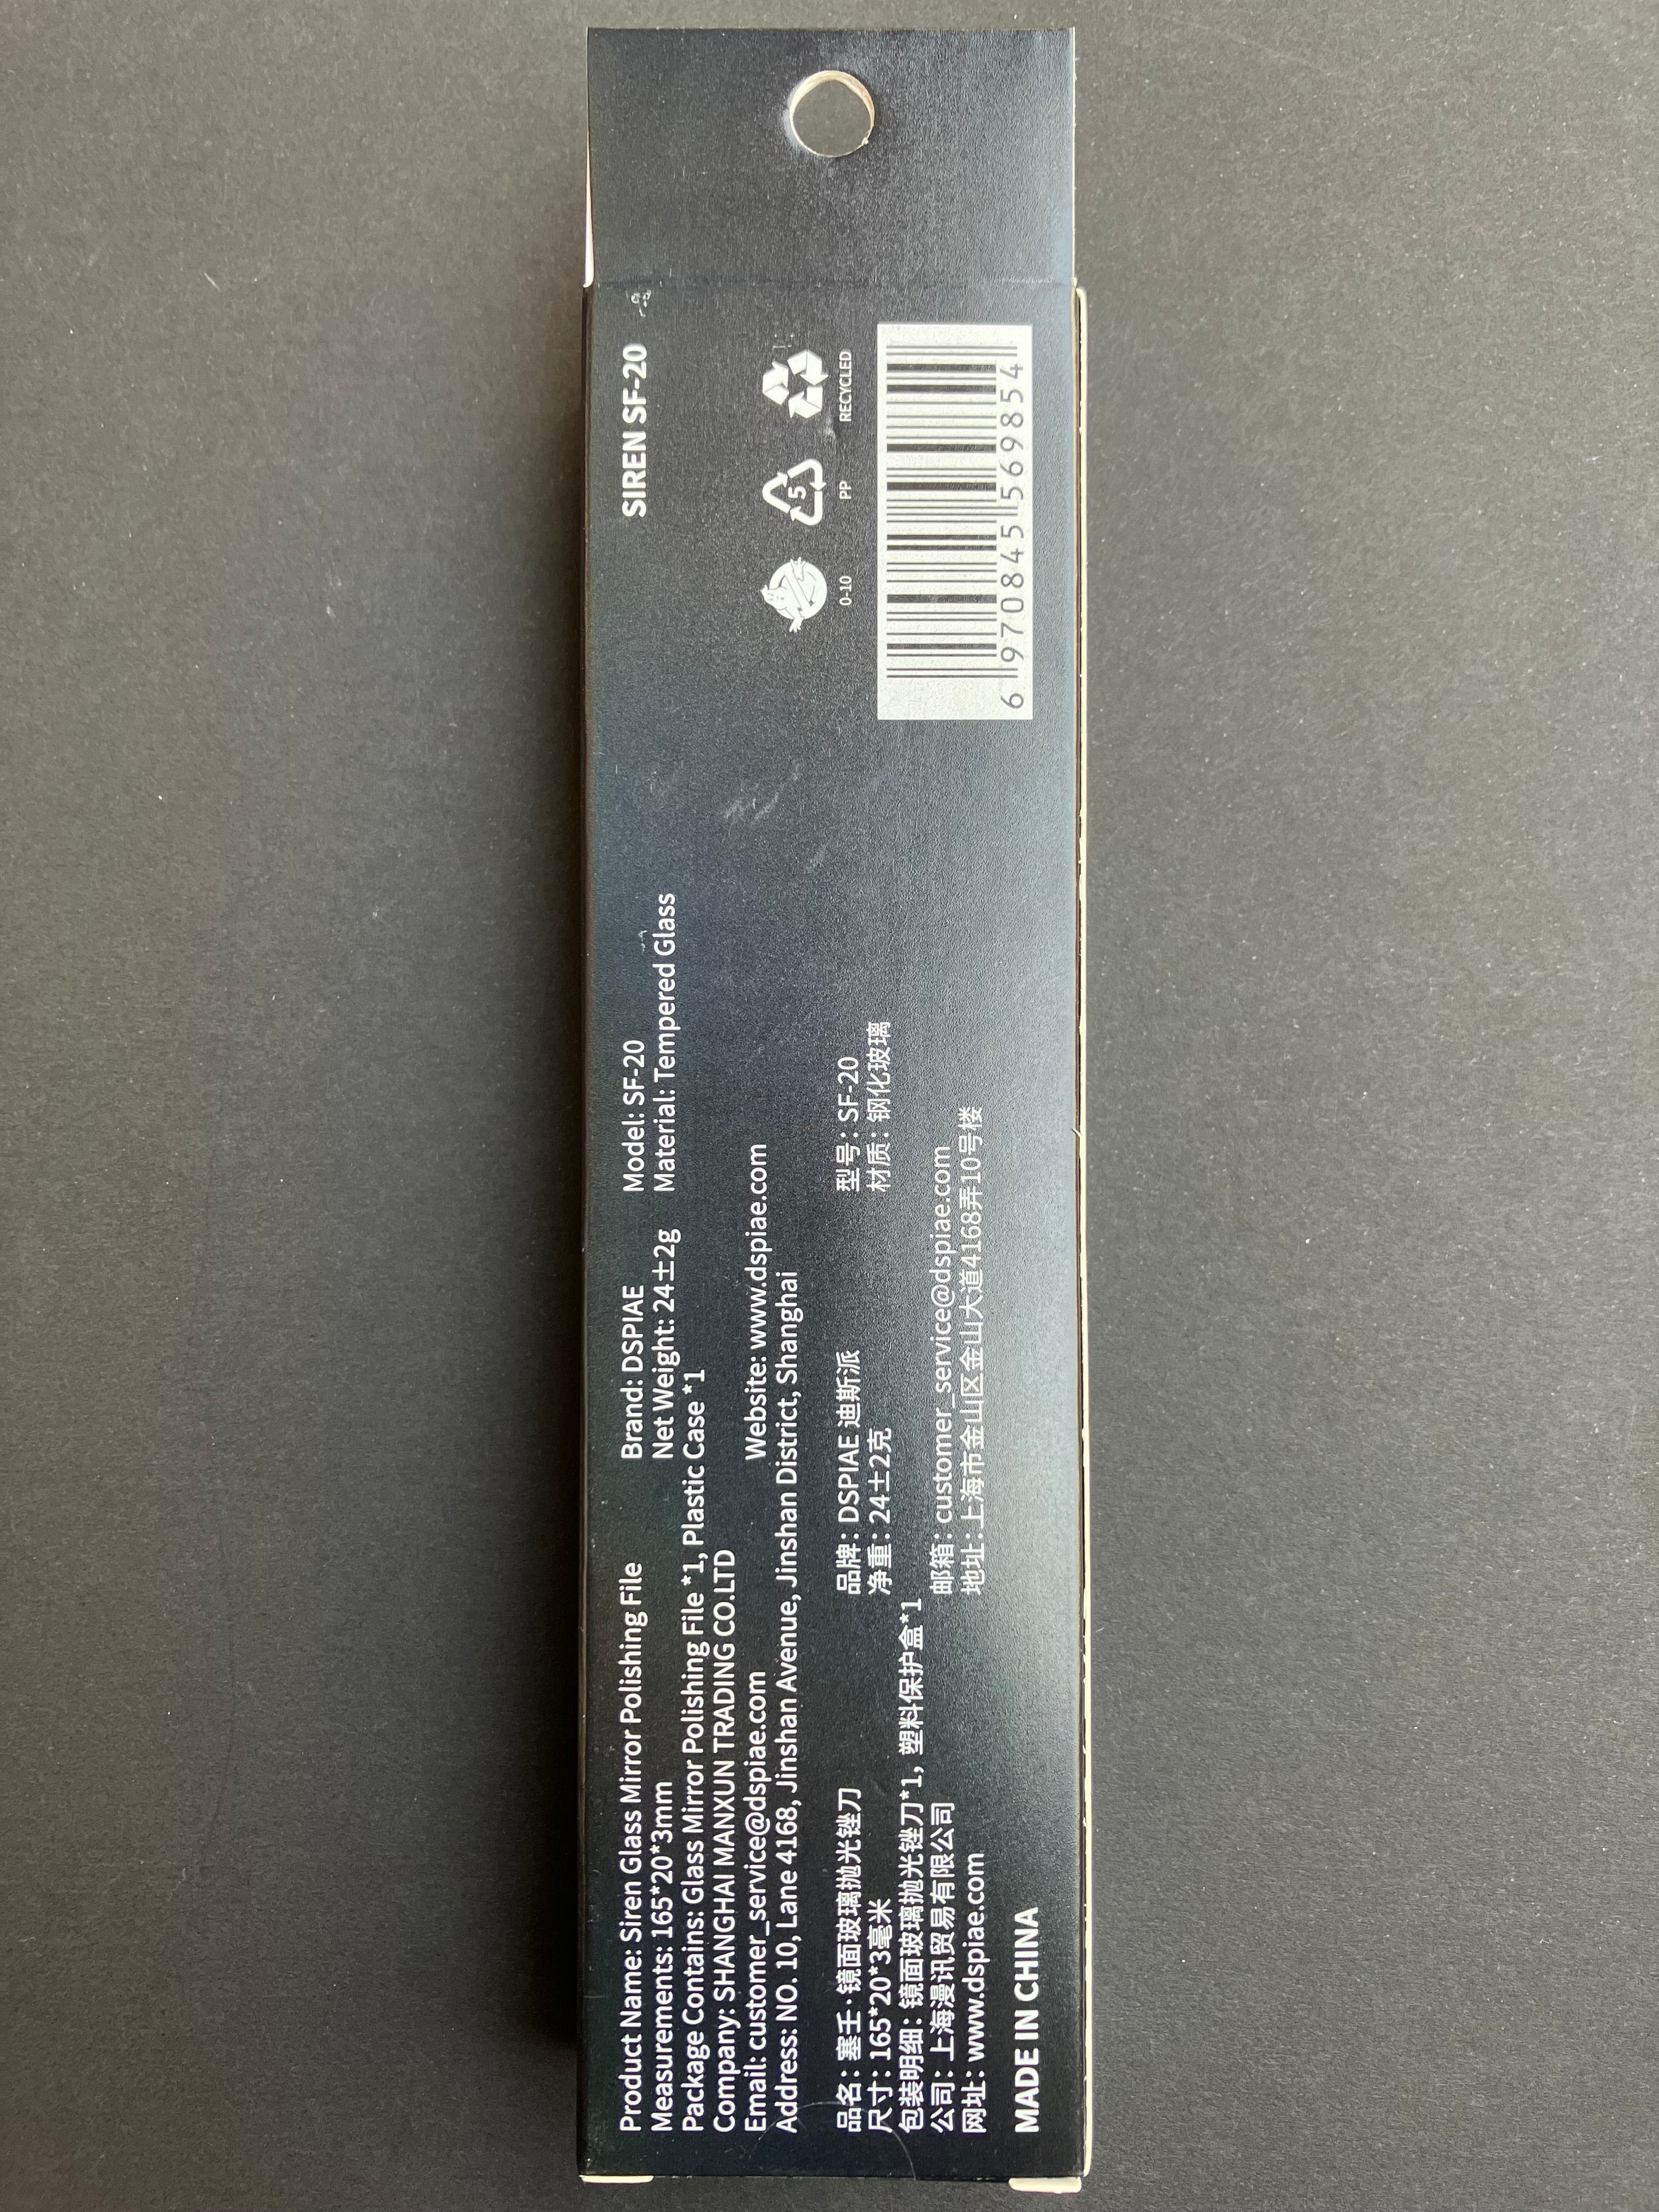 SIREN SF-20
Product Name: Siren Glass Mirror Polishing File Brand: DSPIAE Model: SF-20
Measurements: 165*20*3mm Net Weight: 24±2g Material: Tempered Glass
Package Contains: Glass Mirror Polishing File *1, Plastic Case *1
Company: SHANGHAI MANXUN TRADING CO.LTD
Email: customer_service@dspiae.com Website: www.dspiae.com
Address: NO. 10, Lane 4168, Jinshan Avenue, Jinshan District, Shanghai
品名：塞壬·镜面玻璃抛光锉刀 品牌：DSPIAE 迪斯派 型号：SF-20
尺寸：165*20*3毫米 净重：24±2克 材质：钢化玻璃
包装明细：镜面玻璃抛光锉刀*1，塑料保护盒*1
公司：上海漫讯贸易有限公司 邮箱：customer_service@dspiae.com
网址：www.dspiae.com 地址：上海市金山区金山大道4168弄10号楼
MADE IN CHINA
5
0-10 PP RECYCLED
6 970845 569854